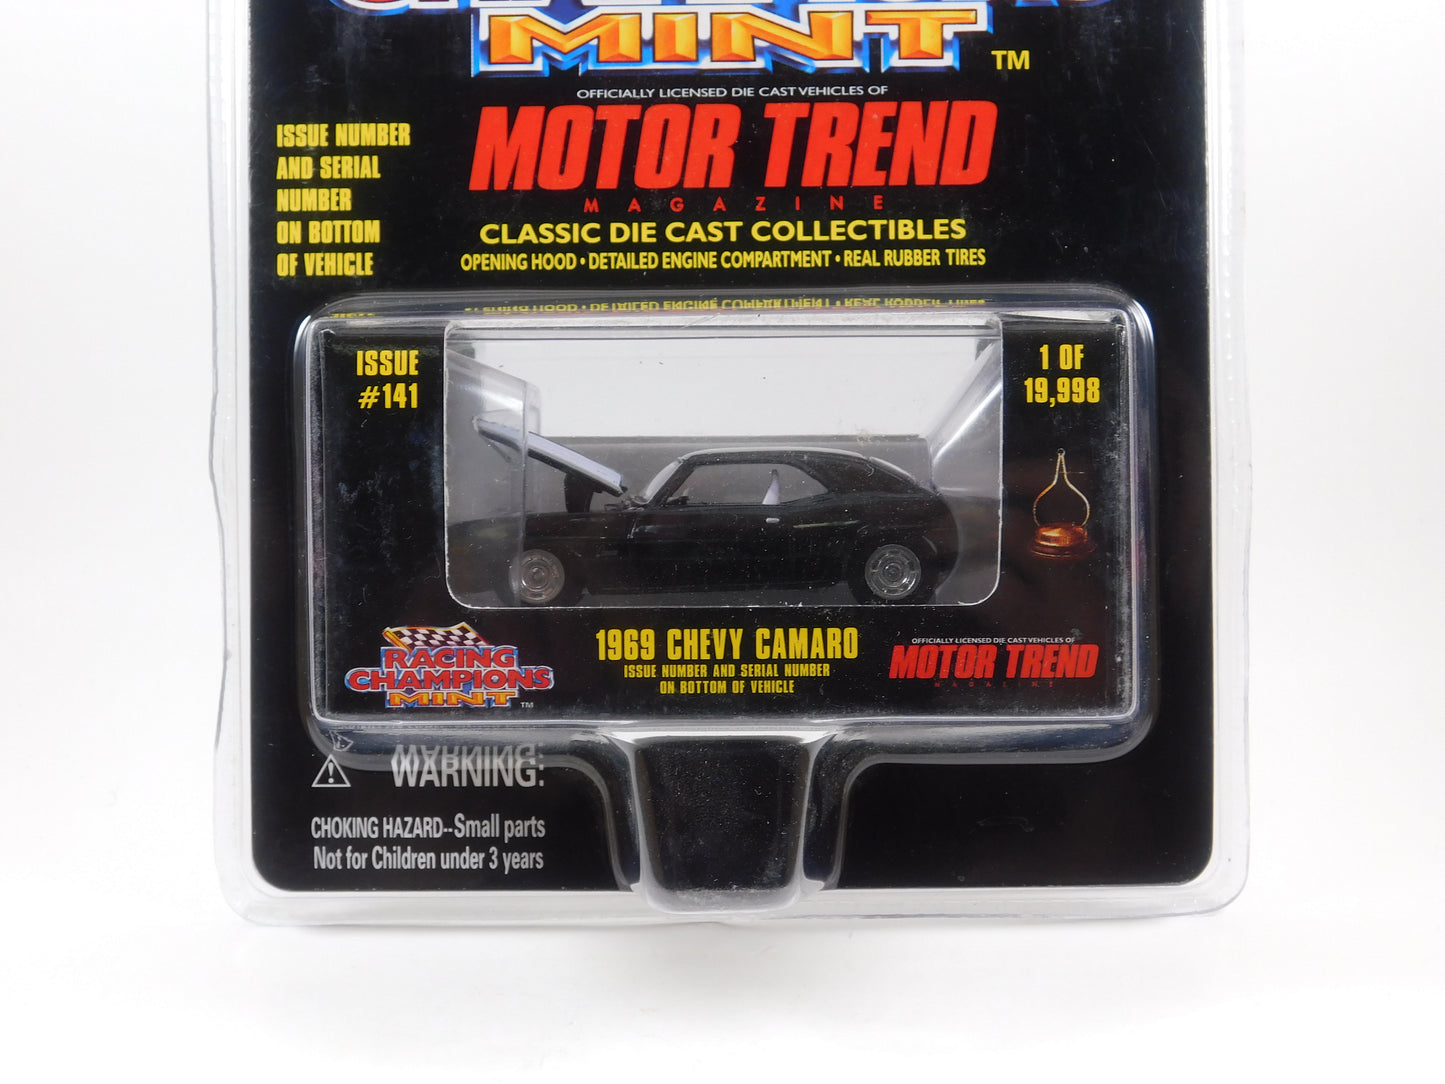 MINT
TM
OFFICIALLY LICENSED DIE CAST VEHICLES OF
MOTOR TREND
MAGAZINE
CLASSIC DIE CAST COLLECTIBLES
OPENING HOOD • DETAILED ENGINE COMPARTMENT • REAL RUBBER TIRES
ISSUE NUMBER
AND SERIAL
NUMBER
ON BOTTOM
OF VEHICLE
ISSUE
#141
1 OF
19,998
RACING
CHAMPIONS
MINT
TM
1969 CHEVY CAMARO
ISSUE NUMBER AND SERIAL NUMBER
ON BOTTOM OF VEHICLE
OFFICIALLY LICENSED DIE CAST VEHICLES OF
MOTOR TREND
MAGAZINE
WARNING:
CHOKING HAZARD--Small parts
Not for Children under 3 years